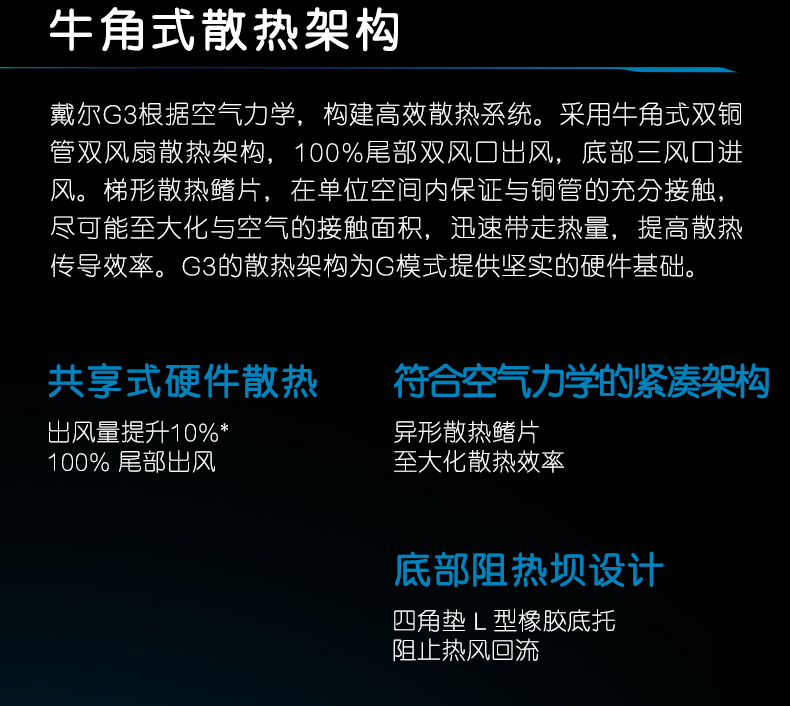 牛角式散热架构
戴尔G3根据空气力学，构建高效散热系统。采用牛角式双铜
管双风扇散热架构，100%尾部双风口出风，底部三风口进
风。梯形散热鳍片，在单位空间内保证与铜管的充分接触，
尽可能至大化与空气的接触面积，迅速带走热量，提高散热
传导效率。G3的散热架构为G模式提供坚实的硬件基础。
共享式硬件散热
出风量提升10%*
100% 尾部出风
符合空气力学的紧凑架构
异形散热鳍片
至大化散热效率
底部阻热坝设计
四角垫 L 型橡胶底托
阻止热风回流